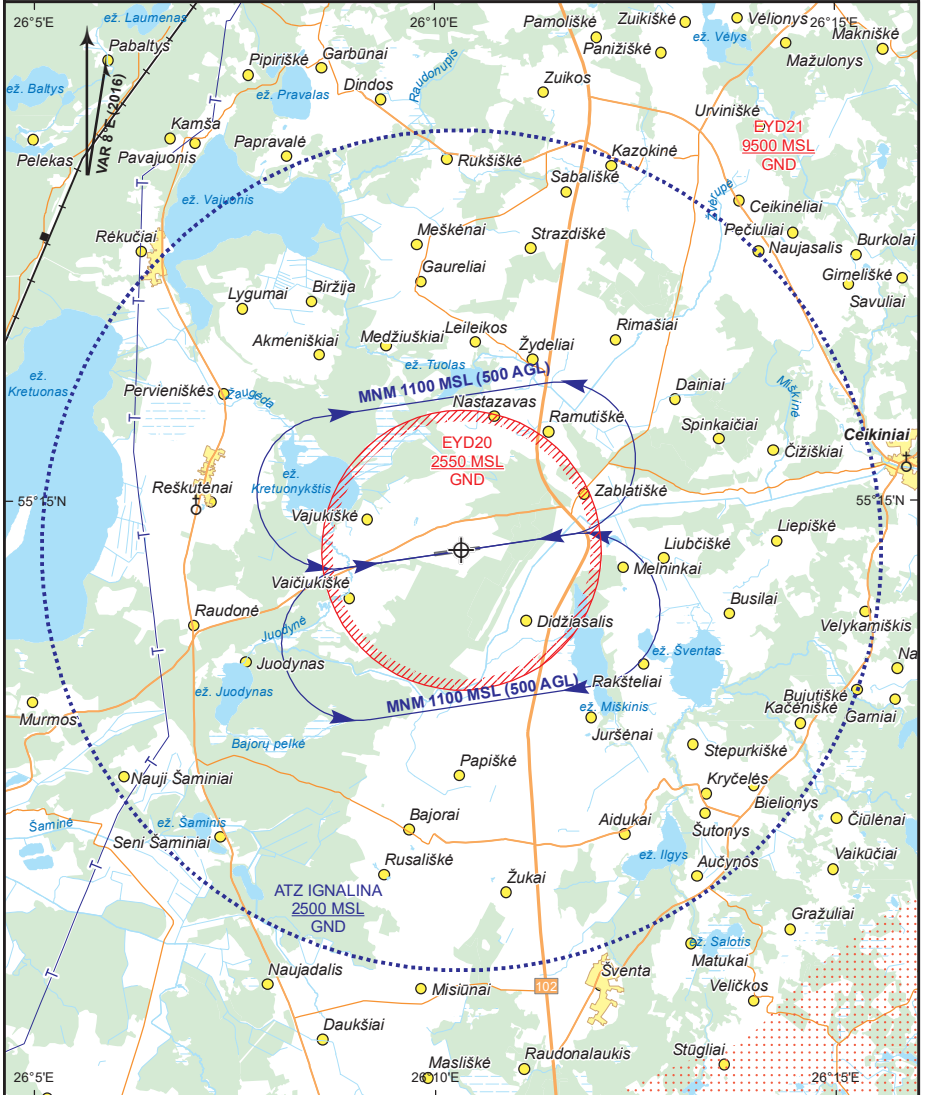 26°5'E
26°10'E
26°15'E
ež. Laumenas
Pamoliškė
Zuikiškė
Vėlionys
Makniškė
Pabaltys
Garbūnai
Panižiškė
ež. Vėlys
Mažulonys
Pipiriškė
Raudonupis
ež. Baltys
ež. Pravalas
Dindos
Zuikos
VAR 8°E (2016)
Urviniškė
EYD21
9500 MSL
GND
Kamša
Pelekas
Pavajuonis
Papravalė
Rukšiškė
Kazokinė
Sabališkė
ež. Vajuonis
Žvėrupė
Ceikinėliai
Rėkučiai
Meškėnai
Strazdiškė
Pečiuliai
Naujasalis
Burkolai
Gaureliai
Girneliškė
Savuliai
Lygumai
Biržija
Akmeniškiai
Medžiuškiai
Leileikos
Rimašiai
Žydeliai
ež. Tuolas
ež.
Kretuonas
Pervieniškės
Žaugėda
MNM 1100 MSL (500 AGL)
Dainiai
Miškinė
Nastazavas
Ramutiškė
Spinkaičiai
Ceikiniai
EYD20
2550 MSL
GND
Čižiškiai
ež.
Kretuonykštis
Reškutėnai
Zablatiškė
55°15'N
55°15'N
Vajukiškė
Liepiškė
Liubčiškė
Melninkai
Vaičiukiškė
Busilai
Raudonė
Juodynė
Didžiasalis
Velykamiškis
ež. Šventas
Juodynas
Na
Rakšteliai
ež. Juodynas
MNM 1100 MSL (500 AGL)
Bujutiškė
Murmos
ež. Miškinis
Kačeniškė
Garniai
Juršėnai
Bajorų pelkė
Stepurkiškė
Papiškė
Nauji Šaminiai
Kryčelės
Bielionys
Šaminė
ež. Šaminis
Bajorai
Aidukai
Šutonys
Čiulėnai
Seni Šaminiai
ež. Ilgys
Rusališkė
Aučynos
Vaikūčiai
ATZ IGNALINA
2500 MSL
GND
Žukai
Gražuliai
ež. Salotis
Matukai
Naujadalis
Misiūnai
102
Šventa
Veličkos
Daukšiai
Masliškė
Raudonalaukis
Stūgliai
26°5'E
26°10'E
26°15'E